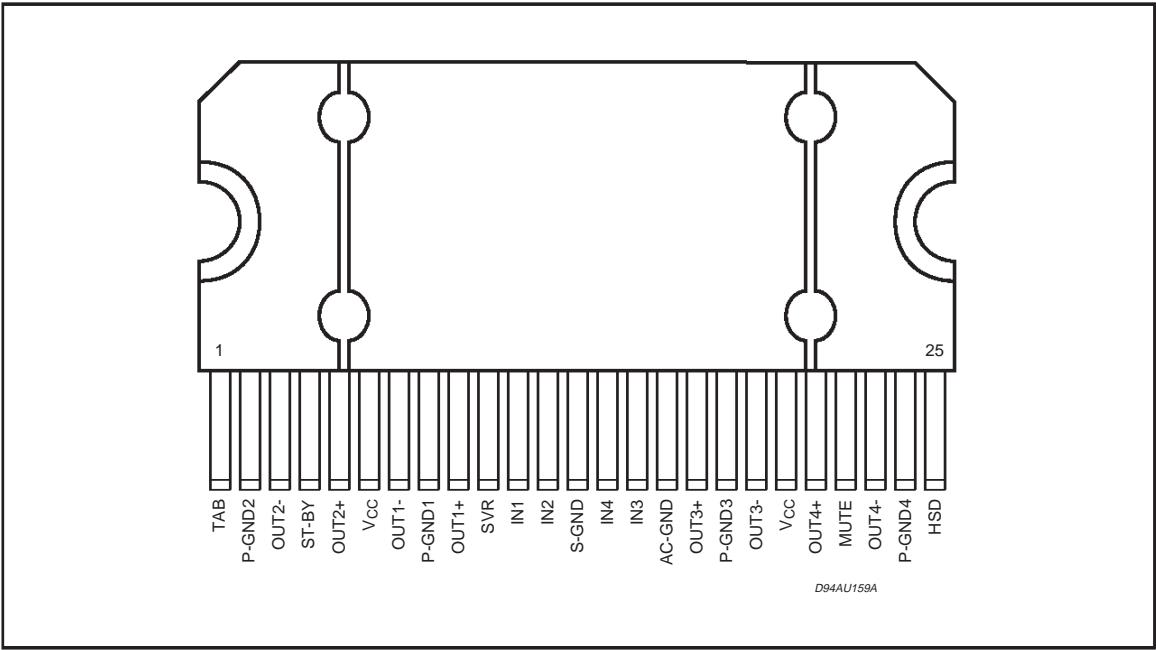 1
25
TAB
P-GND2
OUT2-
ST-BY
OUT2+
VCC
OUT1-
P-GND1
OUT1+
SVR
IN1
IN2
S-GND
IN4
IN3
AC-GND
OUT3+
P-GND3
OUT3-
VCC
OUT4+
MUTE
OUT4-
P-GND4
HSD
D94AU159A